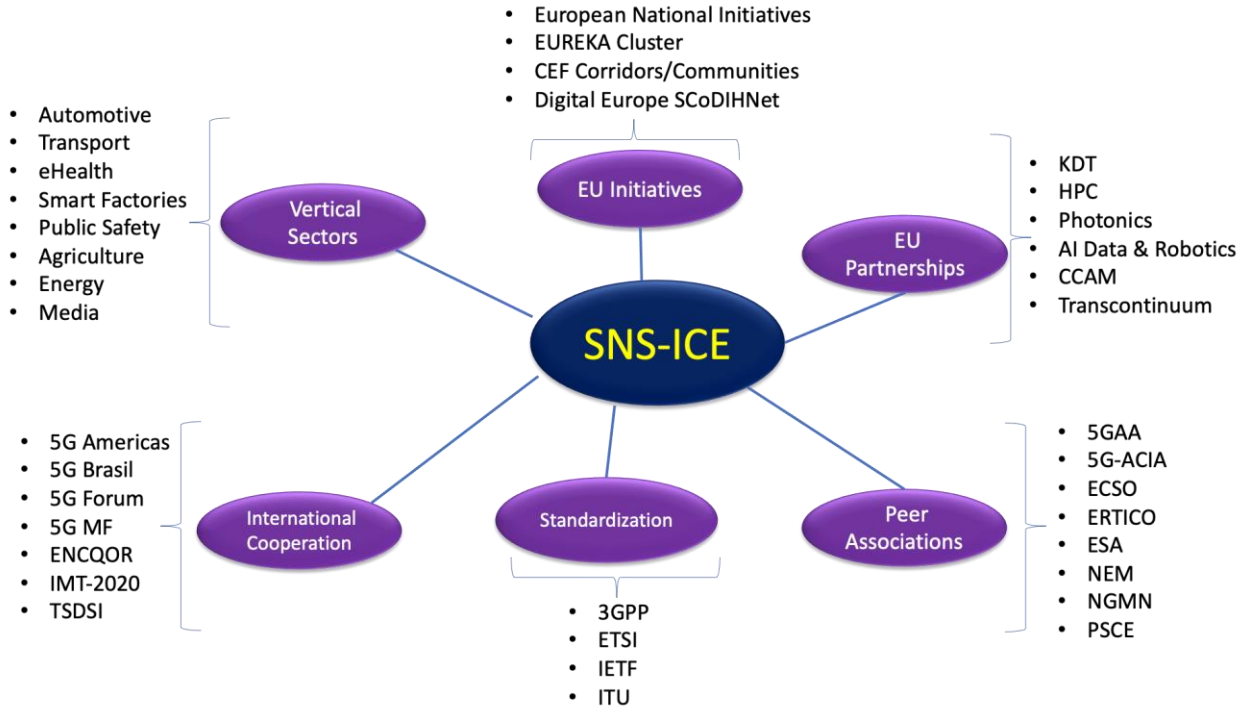 • European National Initiatives
• EUREKA Cluster
• CEF Corridors/Communities
• Digital Europe SCoDIHNet
EU Initiatives
• Automotive
• Transport
• eHealth
• Smart Factories
• Public Safety
• Agriculture
• Energy
• Media
Vertical
Sectors
EU
Partnerships
• KDT
• HPC
• Photonics
• AI Data & Robotics
• CCAM
• Transcontinuum
SNS-ICE
• 5G Americas
• 5G Brasil
• 5G Forum
• 5G MF
• ENCQOR
• IMT-2020
• TSDSI
International
Cooperation
Standardization
• 3GPP
• ETSI
• IETF
• ITU
Peer
Associations
• 5GAA
• 5G-ACIA
• ECSO
• ERTICO
• ESA
• NEM
• NGMN
• PSCE